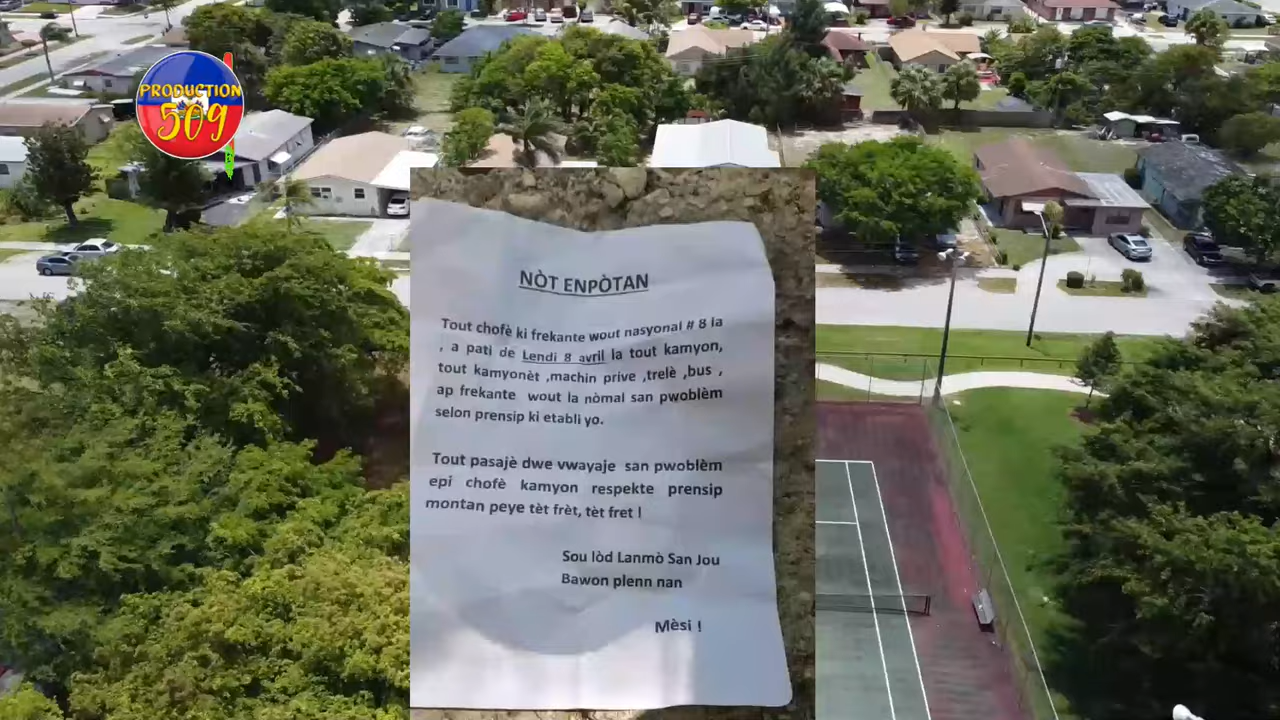 PRODUCTION
509
NÒT ENPÒTAN
Tout chofè ki frekante wout nasyonal # 8 la
, a pati de Lendi 8 avril la tout kamyon,
tout kamyonèt ,machin prive ,trelè ,bus ,
ap frekante wout la nòmal san pwoblèm
selon prensip ki etabli yo.
Tout pasajè dwe vwayaje san pwoblèm
epi chofè kamyon respekte prensip
montan peye tèt frèt, tèt fret !
Sou lòd Lanmò San Jou
Bawon plenn nan
Mèsi !